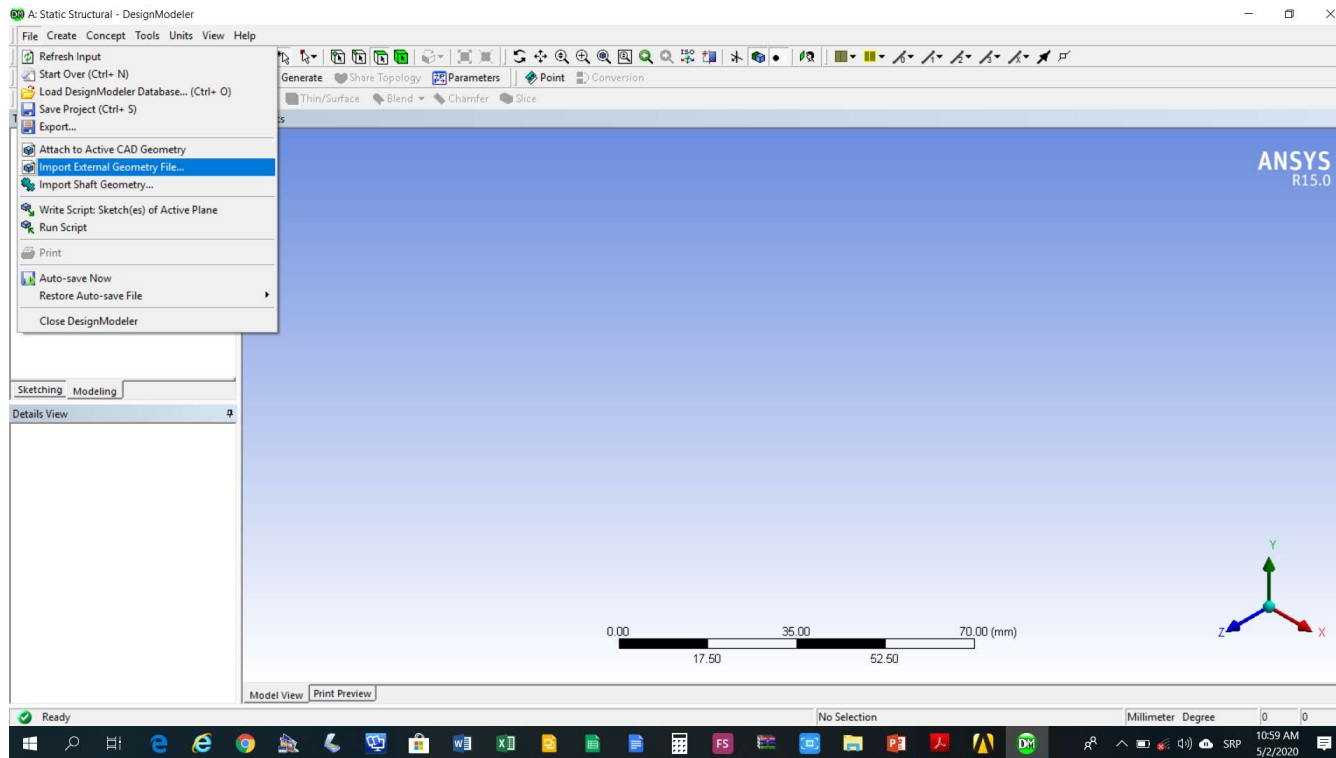 A: Static Structural - DesignModeler
File Create Concept Tools Units View Help
Refresh Input
Start Over (Ctrl+ N)
Load DesignModeler Database... (Ctrl+ O)
Save Project (Ctrl+ S)
Export...
Attach to Active CAD Geometry
Import External Geometry File...
Import Shaft Geometry...
Write Script: Sketch(es) of Active Plane
Run Script
Print
Auto-save Now
Restore Auto-save File
Close DesignModeler
Generate Share Topology Parameters Point Conversion
Thin/Surface Blend Chamfer Slice
ANSYS
R15.0
Sketching Modeling
Details View
0.00 35.00 70.00 (mm)
17.50 52.50
Y
Z X
Model View Print Preview
Ready No Selection Millimeter Degree 0 0
FS DM SRP 10:59 AM
5/2/2020